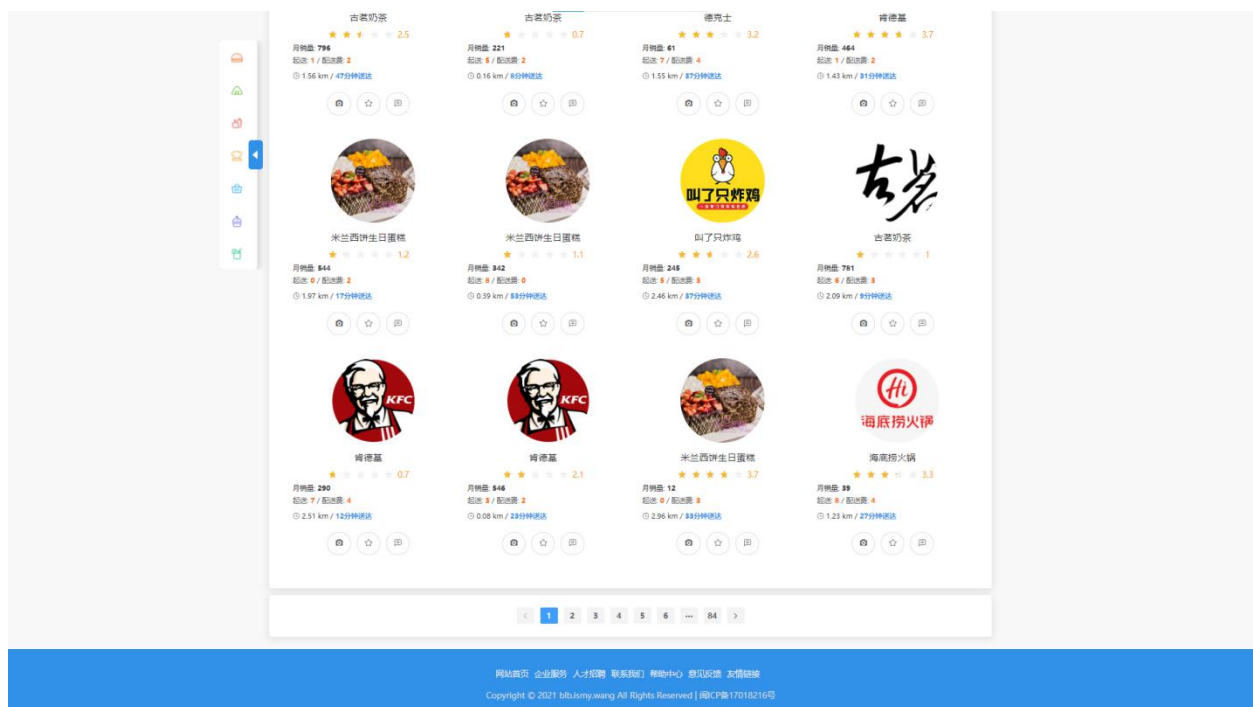 古茗奶茶 古茗奶茶 德克士 肯德基
2.5 0.7 3.2 3.7
月销量: 796 月销量: 221 月销量: 61 月销量: 464
起送: 1 / 配送费: 2 起送: 5 / 配送费: 2 起送: 7 / 配送费: 4 起送: 1 / 配送费: 2
1.56 km / 47分钟送达 0.16 km / 8分钟送达 1.55 km / 37分钟送达 1.43 km / 31分钟送达
叫了只炸鸡 古茗
米兰西饼生日蛋糕 米兰西饼生日蛋糕 叫了只炸鸡 古茗奶茶
1.2 1.1 2.6 1
月销量: 544 月销量: 342 月销量: 245 月销量: 781
起送: 0 / 配送费: 2 起送: 8 / 配送费: 0 起送: 5 / 配送费: 3 起送: 6 / 配送费: 3
1.97 km / 17分钟送达 0.39 km / 53分钟送达 2.46 km / 37分钟送达 2.09 km / 9分钟送达
KFC KFC Hi
海底捞火锅
肯德基 肯德基 米兰西饼生日蛋糕 海底捞火锅
0.7 2.1 3.7 3.3
月销量: 290 月销量: 546 月销量: 12 月销量: 39
起送: 7 / 配送费: 4 起送: 3 / 配送费: 2 起送: 0 / 配送费: 3 起送: 8 / 配送费: 4
2.51 km / 12分钟送达 0.08 km / 23分钟送达 2.96 km / 33分钟送达 1.23 km / 27分钟送达
< 1 2 3 4 5 6 ··· 84 >
网站首页 企业服务 人才招聘 联系我们 帮助中心 意见反馈 友情链接
Copyright © 2021 blb.ismy.wang All Rights Reserved | 闽ICP备17018216号